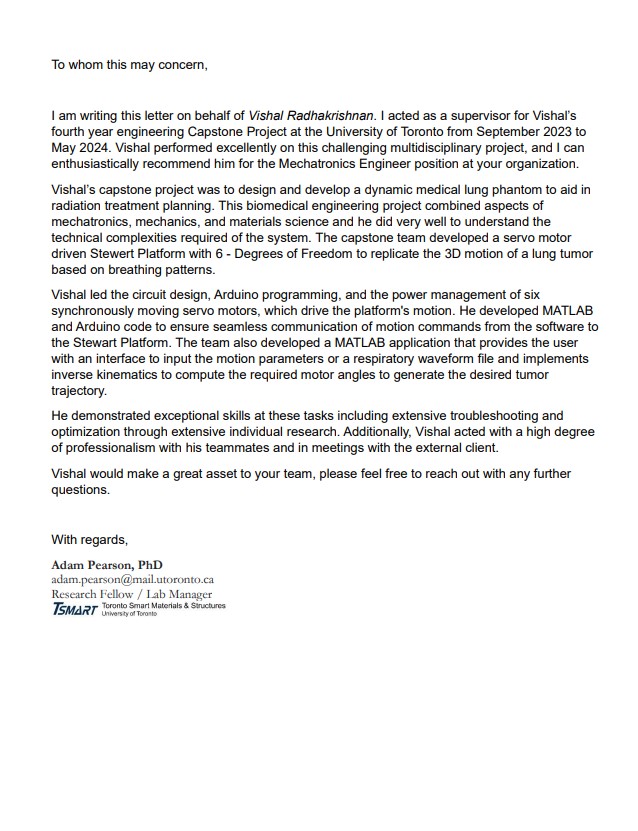 To whom this may concern,
I am writing this letter on behalf of Vishal Radhakrishnan. I acted as a supervisor for Vishal's
fourth year engineering Capstone Project at the University of Toronto from September 2023 to
May 2024. Vishal performed excellently on this challenging multidisciplinary project, and I can
enthusiastically recommend him for the Mechatronics Engineer position at your organization.
Vishal's capstone project was to design and develop a dynamic medical lung phantom to aid in
radiation treatment planning. This biomedical engineering project combined aspects of
mechatronics, mechanics, and materials science and he did very well to understand the
technical complexities required of the system. The capstone team developed a servo motor
driven Stewert Platform with 6 - Degrees of Freedom to replicate the 3D motion of a lung tumor
based on breathing patterns.
Vishal led the circuit design, Arduino programming, and the power management of six
synchronously moving servo motors, which drive the platform's motion. He developed MATLAB
and Arduino code to ensure seamless communication of motion commands from the software to
the Stewart Platform. The team also developed a MATLAB application that provides the user
with an interface to input the motion parameters or a respiratory waveform file and implements
inverse kinematics to compute the required motor angles to generate the desired tumor
trajectory.
He demonstrated exceptional skills at these tasks including extensive troubleshooting and
optimization through extensive individual research. Additionally, Vishal acted with a high degree
of professionalism with his teammates and in meetings with the external client.
Vishal would make a great asset to your team, please feel free to reach out with any further
questions.
With regards,
Adam Pearson, PhD
adam.pearson@mail.utoronto.ca
Research Fellow / Lab Manager
TSMART Toronto Smart Materials & Structures
University of Toronto